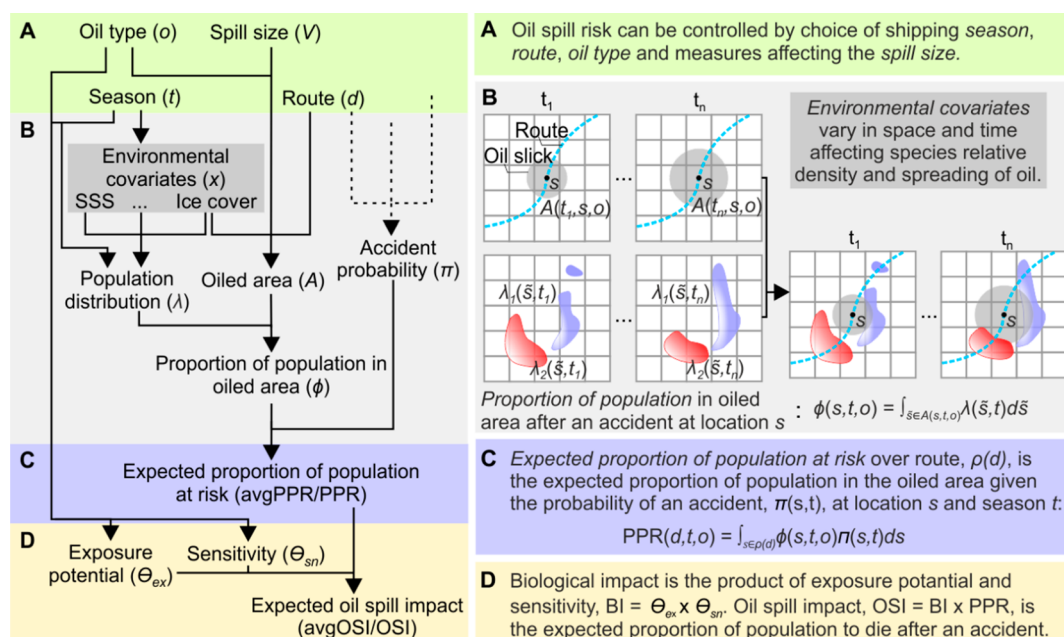 A
Oil type (o)
Spill size (V)
Season (t)
Route (d)
B
Environmental
covariates (x)
SSS ... Ice cover
Accident
probability (π)
Population
distribution (λ)
Oiled area (A)
Proportion of population in
oiled area (ϕ)
C
Expected proportion of population
at risk (avgPPR/PPR)
D
Exposure
potential (Θex)
Sensitivity (Θsn)
Expected oil spill impact
(avgOSI/OSI)
A Oil spill risk can be controlled by choice of shipping season,
route, oil type and measures affecting the spill size.
B
t1
tn
Route
Oil slick
s
A(t1,s,o)
...
s
A(tn,s,o)
Environmental covariates
vary in space and time
affecting species relative
density and spreading of oil.
λ1(s̃,t1)
λ2(s̃,t1)
...
λ1(s̃,tn)
λ2(s̃,tn)
t1
tn
s
...
s
Proportion of population in oiled
area after an accident at location s
: ϕ(s,t,o) = ∫s̃∈A(s,t,o)λ(s̃,t)ds̃
C Expected proportion of population at risk over route, ρ(d), is
the expected proportion of population in the oiled area given
the probability of an accident, π(s,t), at location s and season t:
PPR(d,t,o) = ∫s∈ρ(d)ϕ(s,t,o)Π(s,t)ds
D Biological impact is the product of exposure potential and
sensitivity, BI = Θex x Θsn. Oil spill impact, OSI = BI x PPR, is
the expected proportion of population to die after an accident.